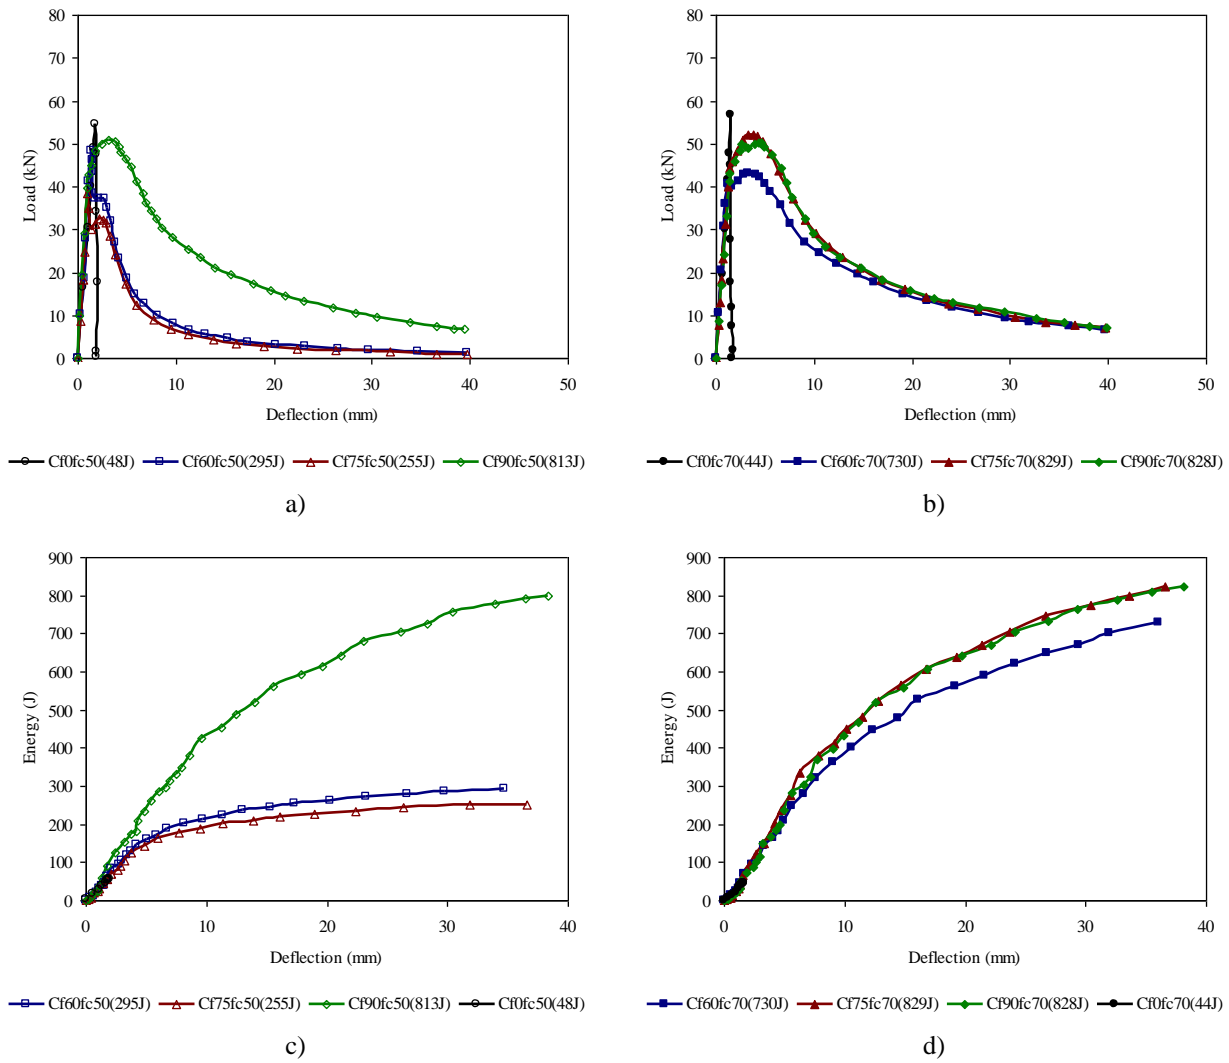 80
70
60
50
40
30
20
10
0
Load (kN)
0 10 20 30 40 50
Deflection (mm)
Cf0fc50(48J) Cf60fc50(295J) Cf75fc50(255J) Cf90fc50(813J)
a)
80
70
60
50
40
30
20
10
0
Load (kN)
0 10 20 30 40 50
Deflection (mm)
Cf0fc70(44J) Cf60fc70(730J) Cf75fc70(829J) Cf90fc70(828J)
b)
900
800
700
600
500
400
300
200
100
0
Energy (J)
0 10 20 30 40
Deflection (mm)
Cf60fc50(295J) Cf75fc50(255J) Cf90fc50(813J) Cf0fc50(48J)
c)
900
800
700
600
500
400
300
200
100
0
Energy (J)
0 10 20 30 40
Deflection (mm)
Cf60fc70(730J) Cf75fc70(829J) Cf90fc70(828J) Cf0fc70(44J)
d)